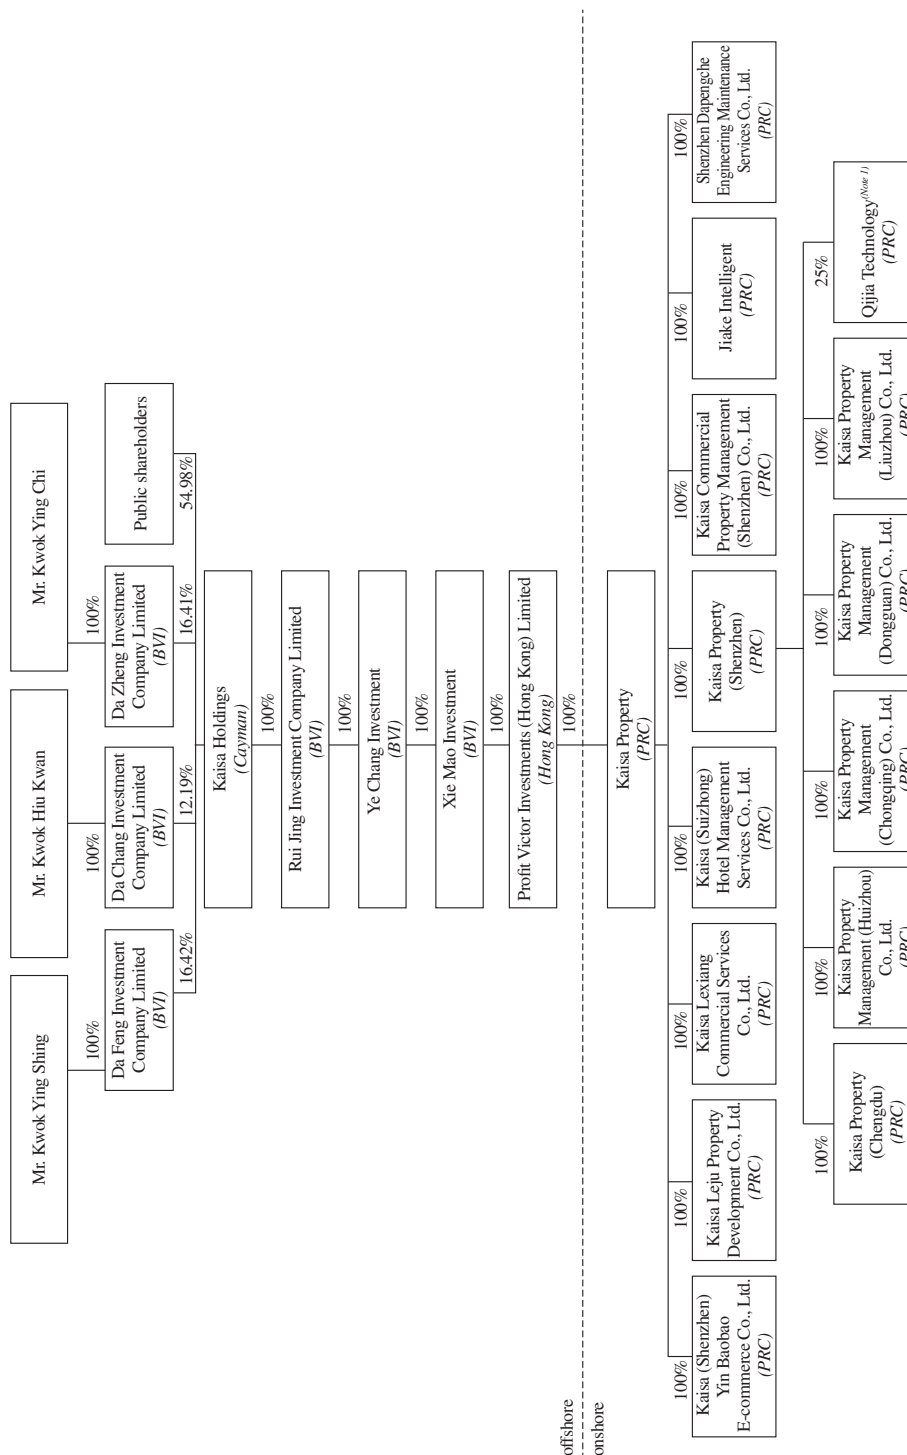 Mr. Kwok Ying Shing
Mr. Kwok Hiu Kwan
Mr. Kwok Ying Chi
100%
100%
100%
Da Feng Investment
Company Limited
(BVI)
Da Chang Investment
Company Limited
(BVI)
Da Zheng Investment
Company Limited
(BVI)
Public shareholders
16.42%
12.19%
16.41%
54.98%
Kaisa Holdings
(Cayman)
100%
Rui Jing Investment Company Limited
(BVI)
100%
Ye Chang Investment
(BVI)
100%
Xie Mao Investment
(BVI)
100%
Profit Victor Investments (Hong Kong) Limited
(Hong Kong)
100%
offshore
onshore
Kaisa Property
(PRC)
100%
100%
100%
100%
100%
100%
100%
100%
Kaisa (Shenzhen)
Yin Baobao
E-commerce Co., Ltd.
(PRC)
Kaisa Leju Property
Development Co., Ltd.
(PRC)
Kaisa Lexiang
Commercial Services
Co., Ltd.
(PRC)
Kaisa (Suizhong)
Hotel Management
Services Co., Ltd.
(PRC)
Kaisa Property
(Shenzhen)
(PRC)
Kaisa Commercial
Property Management
(Shenzhen) Co., Ltd.
(PRC)
Jiake Intelligent
(PRC)
Shenzhen Dapengche
Engineering Maintenance
Services Co., Ltd.
(PRC)
100%
100%
100%
100%
100%
25%
Kaisa Property
(Chengdu)
(PRC)
Kaisa Property
Management (Huizhou)
Co., Ltd.
(PRC)
Kaisa Property
Management
(Chongqing) Co., Ltd.
(PRC)
Kaisa Property
Management
(Dongguan) Co., Ltd.
(PRC)
Kaisa Property
Management
(Liuzhou) Co., Ltd.
(PRC)
Qijia Technology(Note 1)
(PRC)